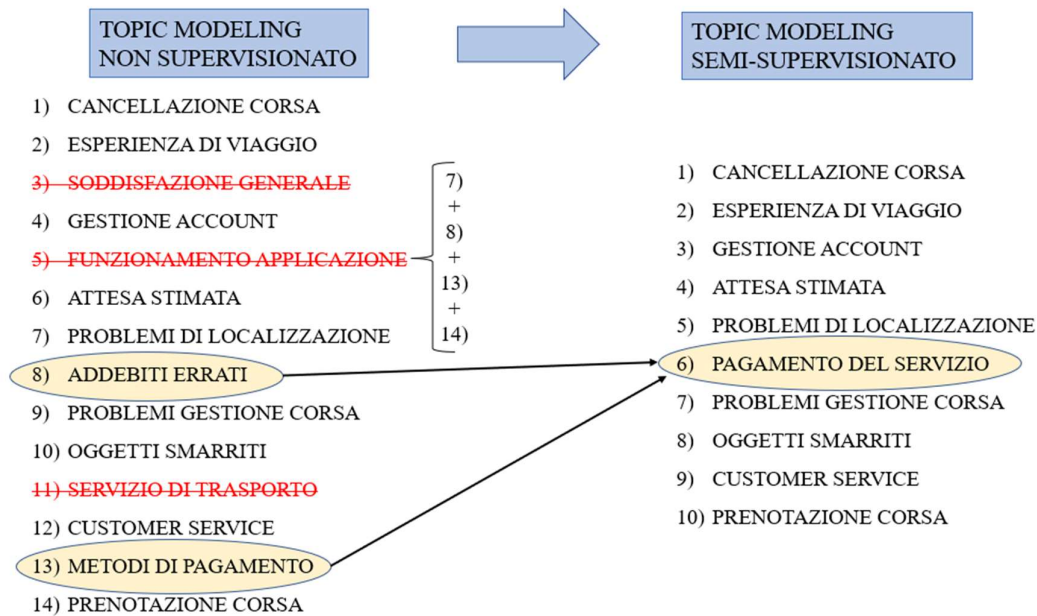 TOPIC MODELING
NON SUPERVISIONATO
1) CANCELLAZIONE CORSA
2) ESPERIENZA DI VIAGGIO
3) SODDISFAZIONE GENERALE
4) GESTIONE ACCOUNT
5) FUNZIONAMENTO APPLICAZIONE
6) ATTESA STIMATA
7) PROBLEMI DI LOCALIZZAZIONE
8) ADDEBITI ERRATI
9) PROBLEMI GESTIONE CORSA
10) OGGETTI SMARRITI
11) SERVIZIO DI TRASPORTO
12) CUSTOMER SERVICE
13) METODI DI PAGAMENTO
14) PRENOTAZIONE CORSA
7)
+
8)
+
13)
+
14)
TOPIC MODELING
SEMI-SUPERVISIONATO
1) CANCELLAZIONE CORSA
2) ESPERIENZA DI VIAGGIO
3) GESTIONE ACCOUNT
4) ATTESA STIMATA
5) PROBLEMI DI LOCALIZZAZIONE
6) PAGAMENTO DEL SERVIZIO
7) PROBLEMI GESTIONE CORSA
8) OGGETTI SMARRITI
9) CUSTOMER SERVICE
10) PRENOTAZIONE CORSA